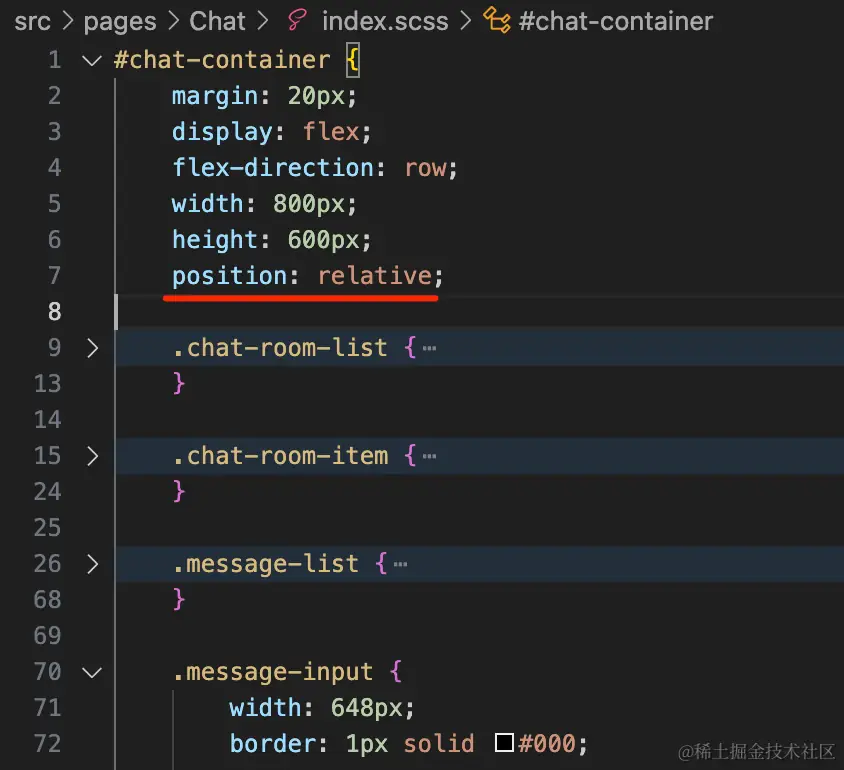 src > pages > Chat > index.scss > #chat-container
1 #chat-container {
2 margin: 20px;
3 display: flex;
4 flex-direction: row;
5 width: 800px;
6 height: 600px;
7 position: relative;
8
9 .chat-room-list { ⋯
13 }
14
15 .chat-room-item { ⋯
24 }
25
26 .message-list { ⋯
68 }
69
70 .message-input {
71 width: 648px;
72 border: 1px solid #000;
@稀土掘金技术社区